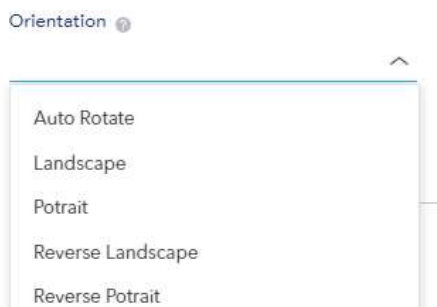 Orientation
Auto Rotate
Landscape
Potrait
Reverse Landscape
Reverse Potrait